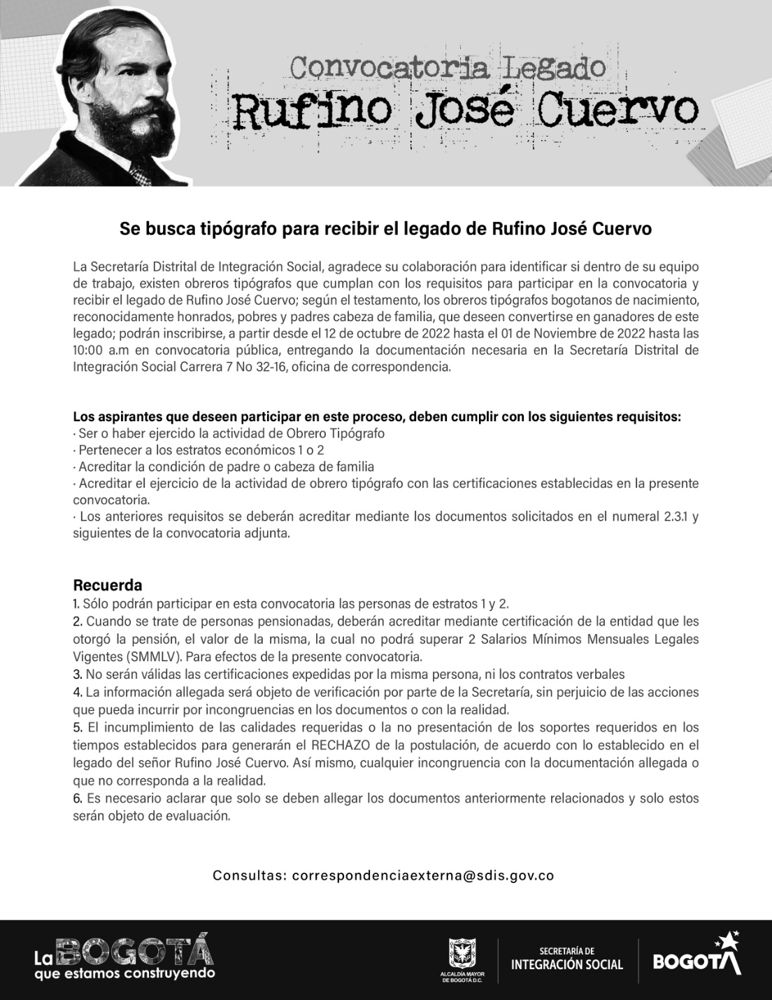 Convocatoria Legado
Rufino José Cuervo
Se busca tipógrafo para recibir el legado de Rufino José Cuervo
La Secretaría Distrital de Integración Social, agradece su colaboración para identificar si dentro de su equipo
de trabajo, existen obreros tipógrafos que cumplan con los requisitos para participar en la convocatoria y
recibir el legado de Rufino José Cuervo; según el testamento, los obreros tipógrafos bogotanos de nacimiento,
reconocidamente honrados, pobres y padres cabeza de familia, que deseen convertirse en ganadores de este
legado; podrán inscribirse, a partir desde el 12 de octubre de 2022 hasta el 01 de Noviembre de 2022 hasta las
10:00 a.m en convocatoria pública, entregando la documentación necesaria en la Secretaría Distrital de
Integración Social Carrera 7 No 32-16, oficina de correspondencia.
Los aspirantes que deseen participar en este proceso, deben cumplir con los siguientes requisitos:
· Ser o haber ejercido la actividad de Obrero Tipógrafo
· Pertenecer a los estratos económicos 1 o 2
· Acreditar la condición de padre o cabeza de familia
· Acreditar el ejercicio de la actividad de obrero tipógrafo con las certificaciones establecidas en la presente
convocatoria.
· Los anteriores requisitos se deberán acreditar mediante los documentos solicitados en el numeral 2.3.1 y
siguientes de la convocatoria adjunta.
Recuerda
1. Sólo podrán participar en esta convocatoria las personas de estratos 1 y 2.
2. Cuando se trate de personas pensionadas, deberán acreditar mediante certificación de la entidad que les
otorgó la pensión, el valor de la misma, la cual no podrá superar 2 Salarios Mínimos Mensuales Legales
Vigentes (SMMLV). Para efectos de la presente convocatoria.
3. No serán válidas las certificaciones expedidas por la misma persona, ni los contratos verbales
4. La información allegada será objeto de verificación por parte de la Secretaría, sin perjuicio de las acciones
que pueda incurrir por incongruencias en los documentos o con la realidad.
5. El incumplimiento de las calidades requeridas o la no presentación de los soportes requeridos en los
tiempos establecidos para generarán el RECHAZO de la postulación, de acuerdo con lo establecido en el
legado del señor Rufino José Cuervo. Así mismo, cualquier incongruencia con la documentación allegada o
que no corresponda a la realidad.
6. Es necesario aclarar que solo se deben allegar los documentos anteriormente relacionados y solo estos
serán objeto de evaluación.
Consultas: correspondenciaexterna@sdis.gov.co
La BOGOTÁ
que estamos construyendo
ALCALDÍA MAYOR
DE BOGOTÁ D.C.
SECRETARÍA DE
INTEGRACIÓN SOCIAL
BOGOTÁ